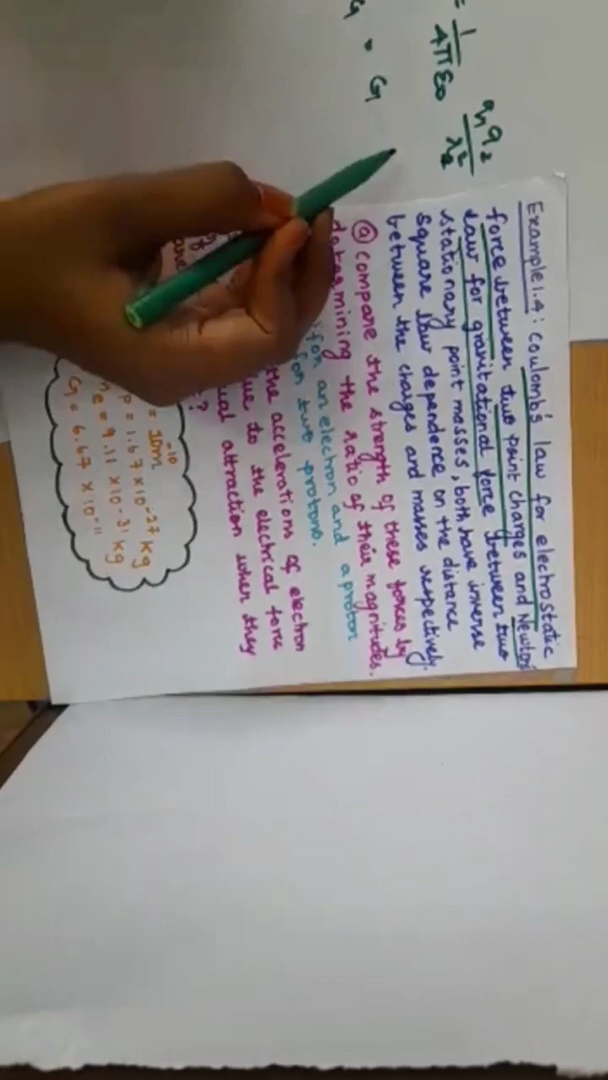 = 1/4πε₀ q₁q₂/r²
= G
Example 1.4: Coulomb's law for electrostatic
force between two point charges and Newton's
law for gravitational force between two
stationary point masses, both have inverse
square law dependence on the distance
between the charges and masses respectively.
ⓐ compare the strength of these forces by
determining the ratio of their magnitudes.
for an electron and a proton
for two protons.
the accelerations of electron
due to the electrical force
attraction when they
?
= 10⁻¹⁰m
p = 1.67 × 10⁻²⁷ kg
e = 9.11 × 10⁻³¹ kg
G = 6.67 × 10⁻¹¹